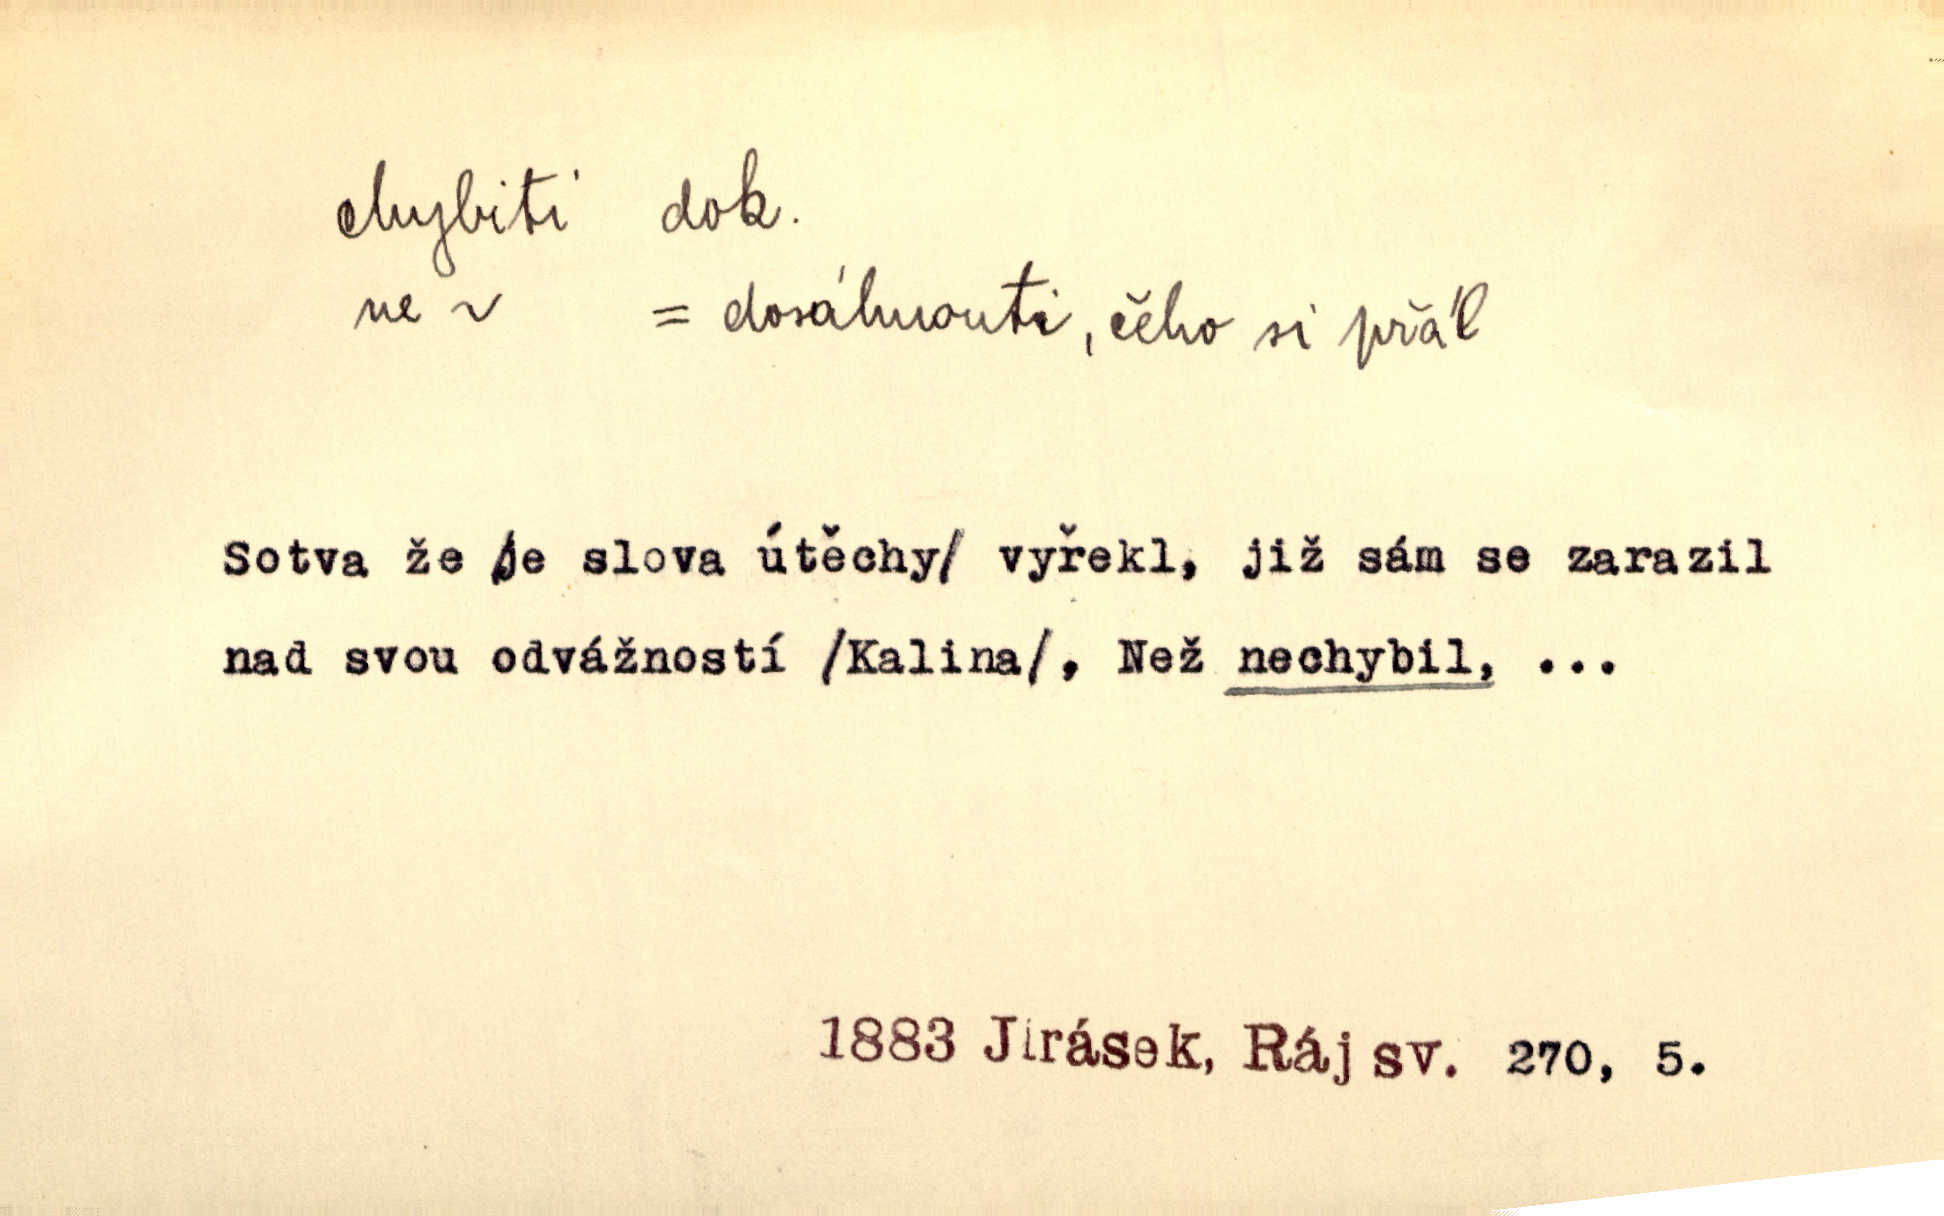 chybiti dok.
ne ~ = dosáhnouti, čeho si přál
Sotva že je slova útěchy/ vyřekl, již sám se zarazil
nad svou odvážností /Kalina/, Než nechybil, ...
1883 Jirásek, Ráj sv. 270, 5.